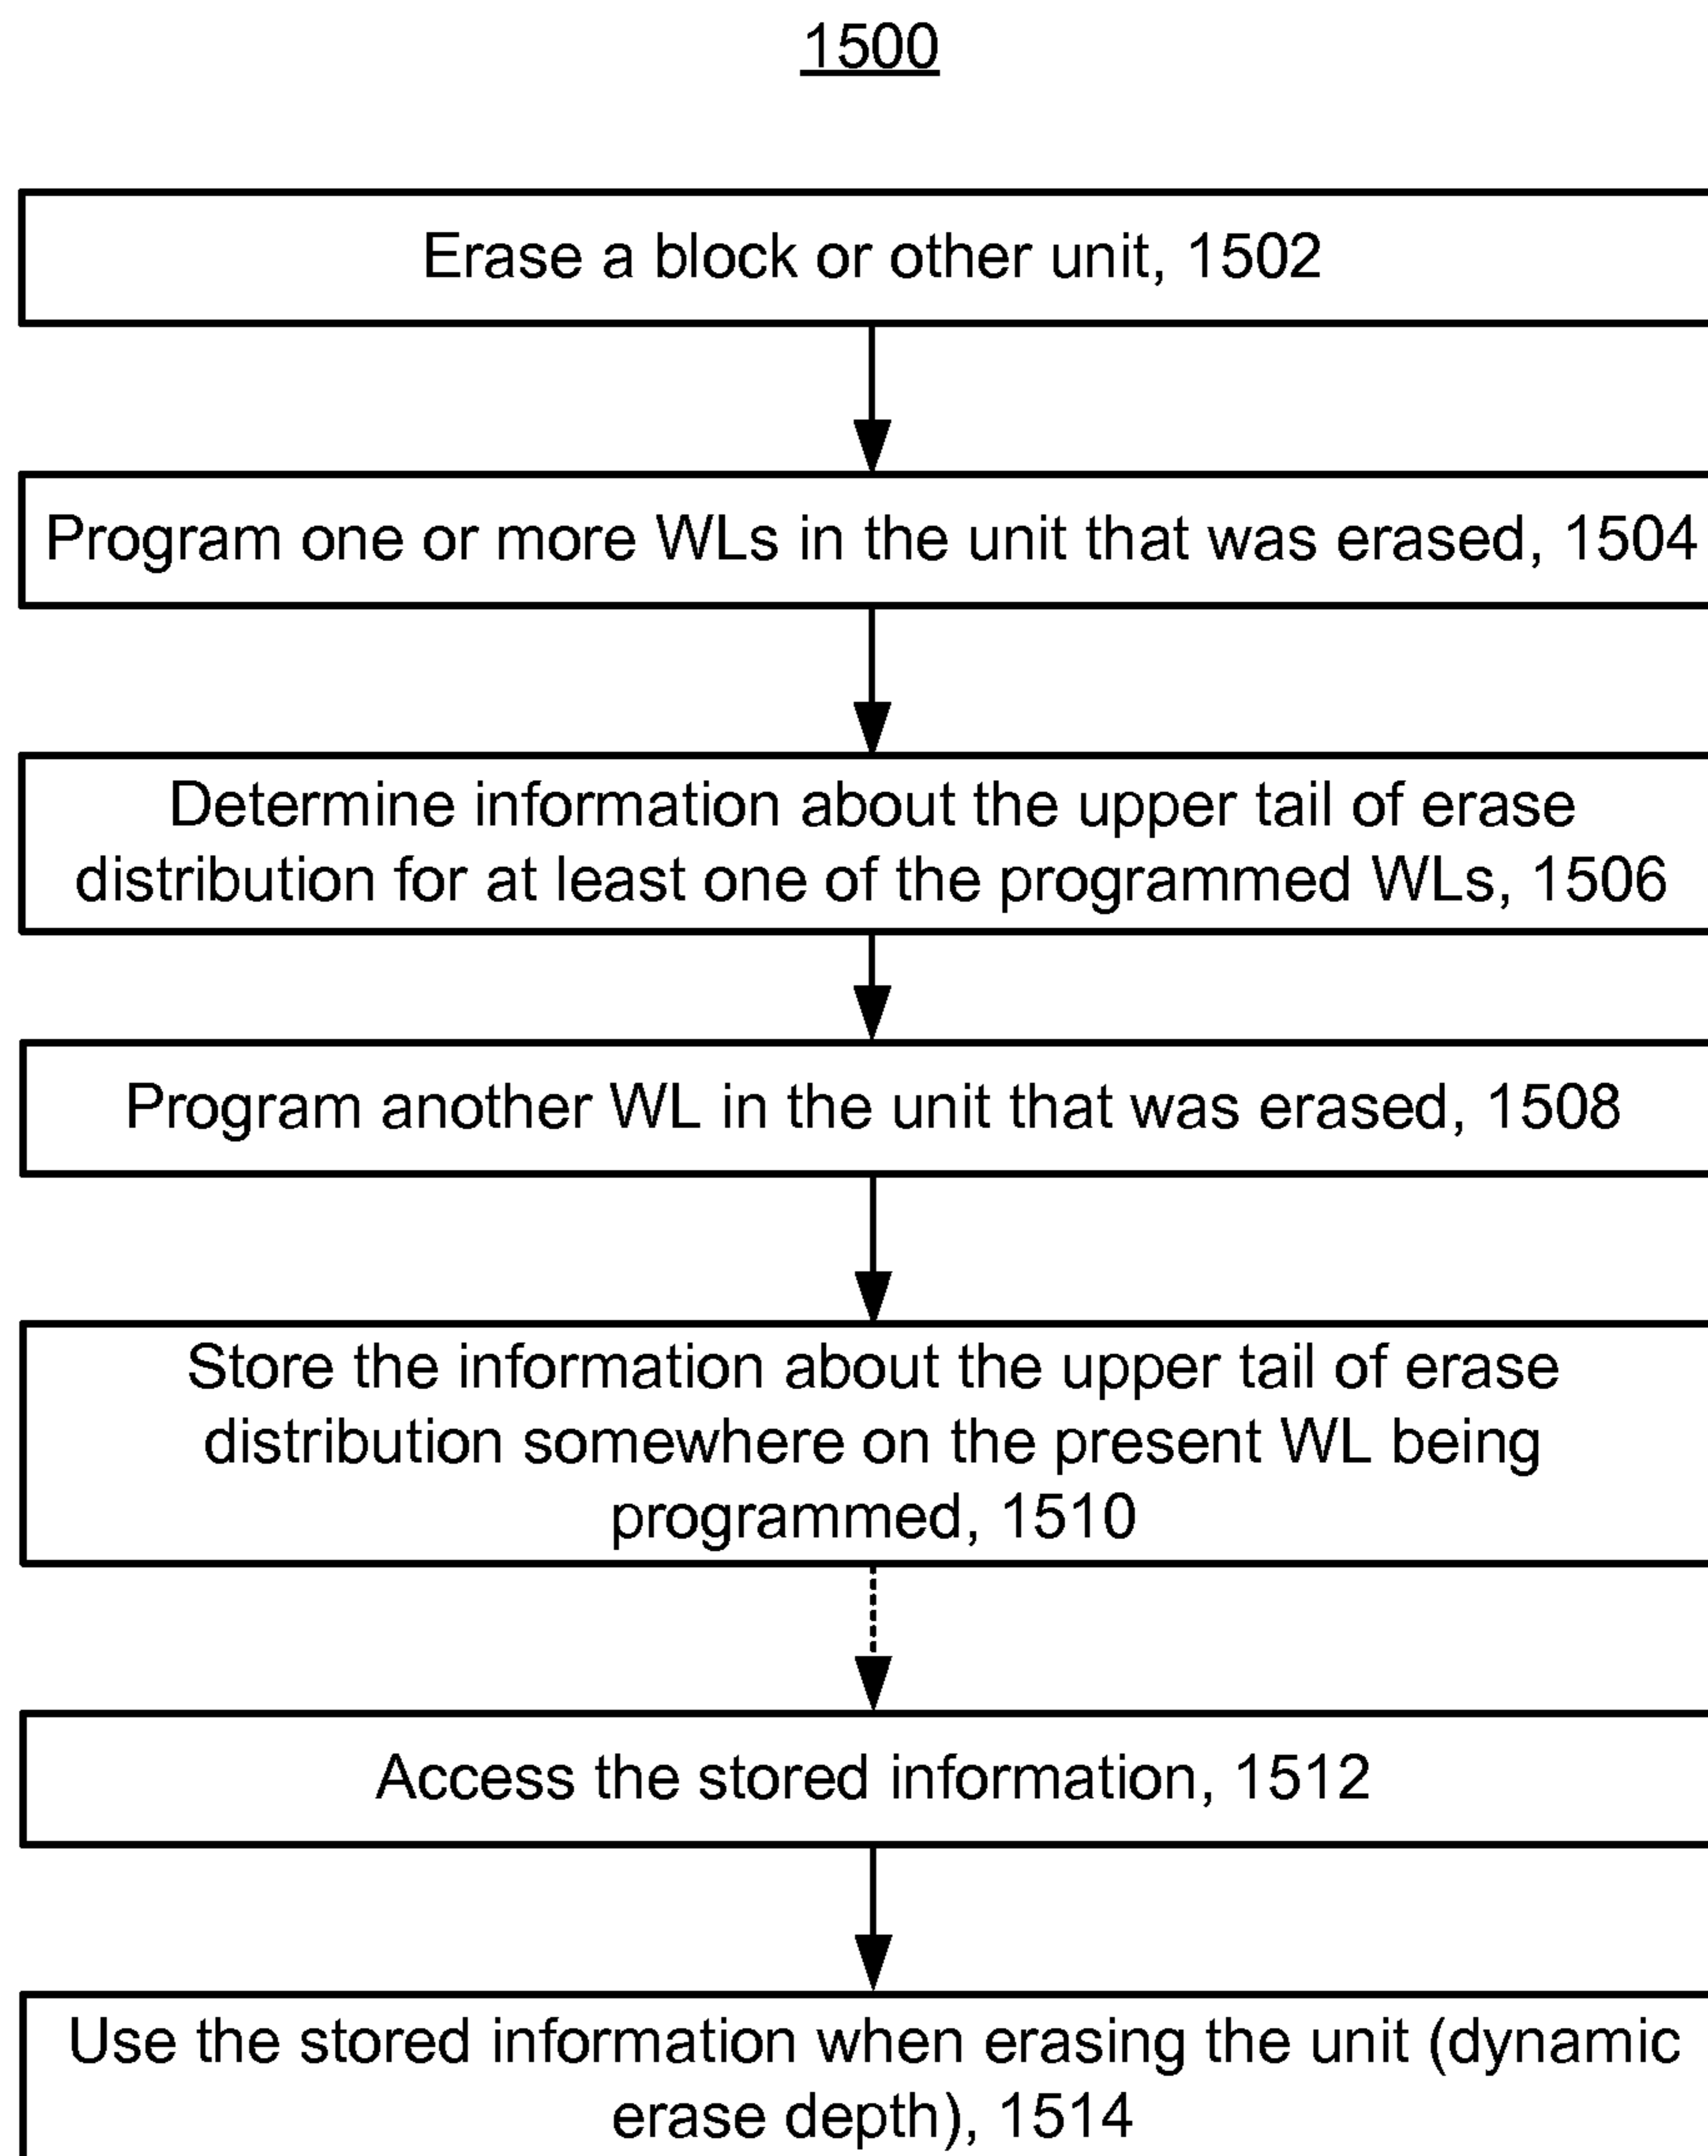 1500
Erase a block or other unit, 1502
Program one or more WLs in the unit that was erased, 1504
Determine information about the upper tail of erase
distribution for at least one of the programmed WLs, 1506
Program another WL in the unit that was erased, 1508
Store the information about the upper tail of erase
distribution somewhere on the present WL being
programmed, 1510
Access the stored information, 1512
Use the stored information when erasing the unit (dynamic
erase depth), 1514